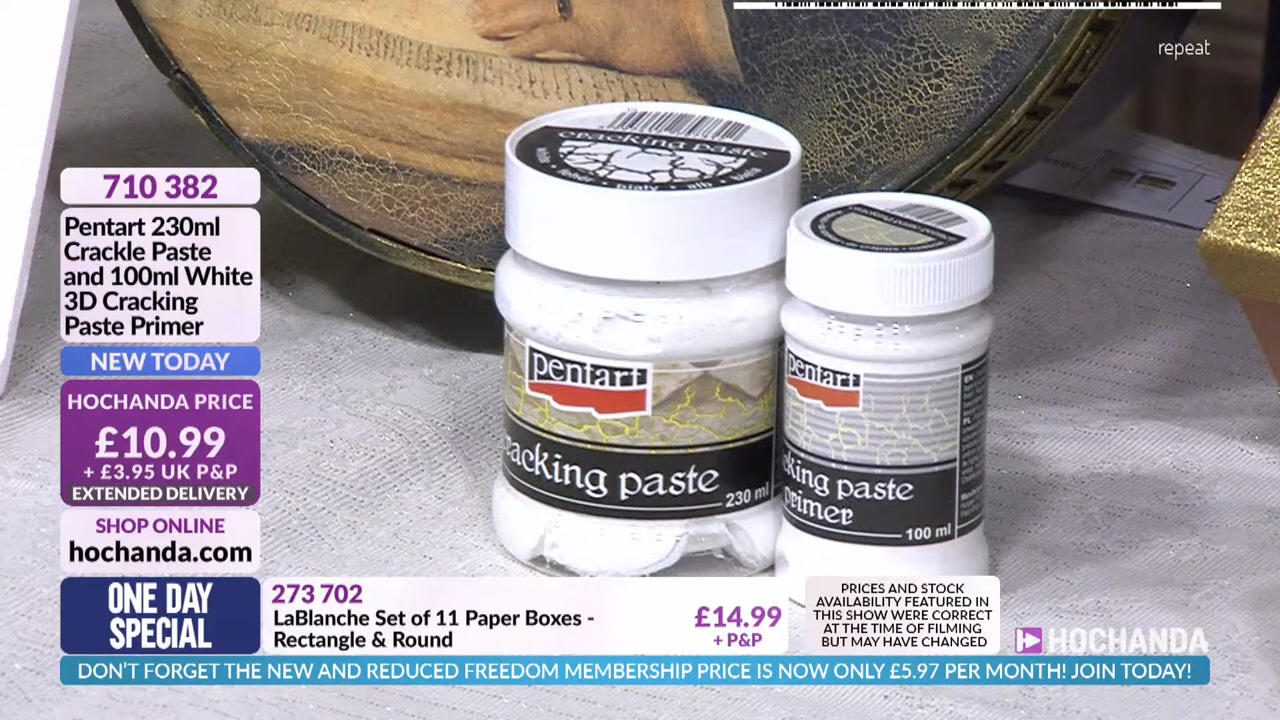 repeat
710 382
Pentart 230ml
Crackle Paste
and 100ml White
3D Cracking
Paste Primer
NEW TODAY
HOCHANDA PRICE
£10.99
+ £3.95 UK P&P
EXTENDED DELIVERY
SHOP ONLINE
hochanda.com
cracking paste
biały • alb
pentart
acking paste
230 ml
pentart
king paste
primer
100 ml
ONE DAY
SPECIAL
273 702
LaBlanche Set of 11 Paper Boxes -
Rectangle & Round
£14.99
+ P&P
PRICES AND STOCK
AVAILABILITY FEATURED IN
THIS SHOW WERE CORRECT
AT THE TIME OF FILMING
BUT MAY HAVE CHANGED
HOCHANDA
DON'T FORGET THE NEW AND REDUCED FREEDOM MEMBERSHIP PRICE IS NOW ONLY £5.97 PER MONTH! JOIN TODAY!